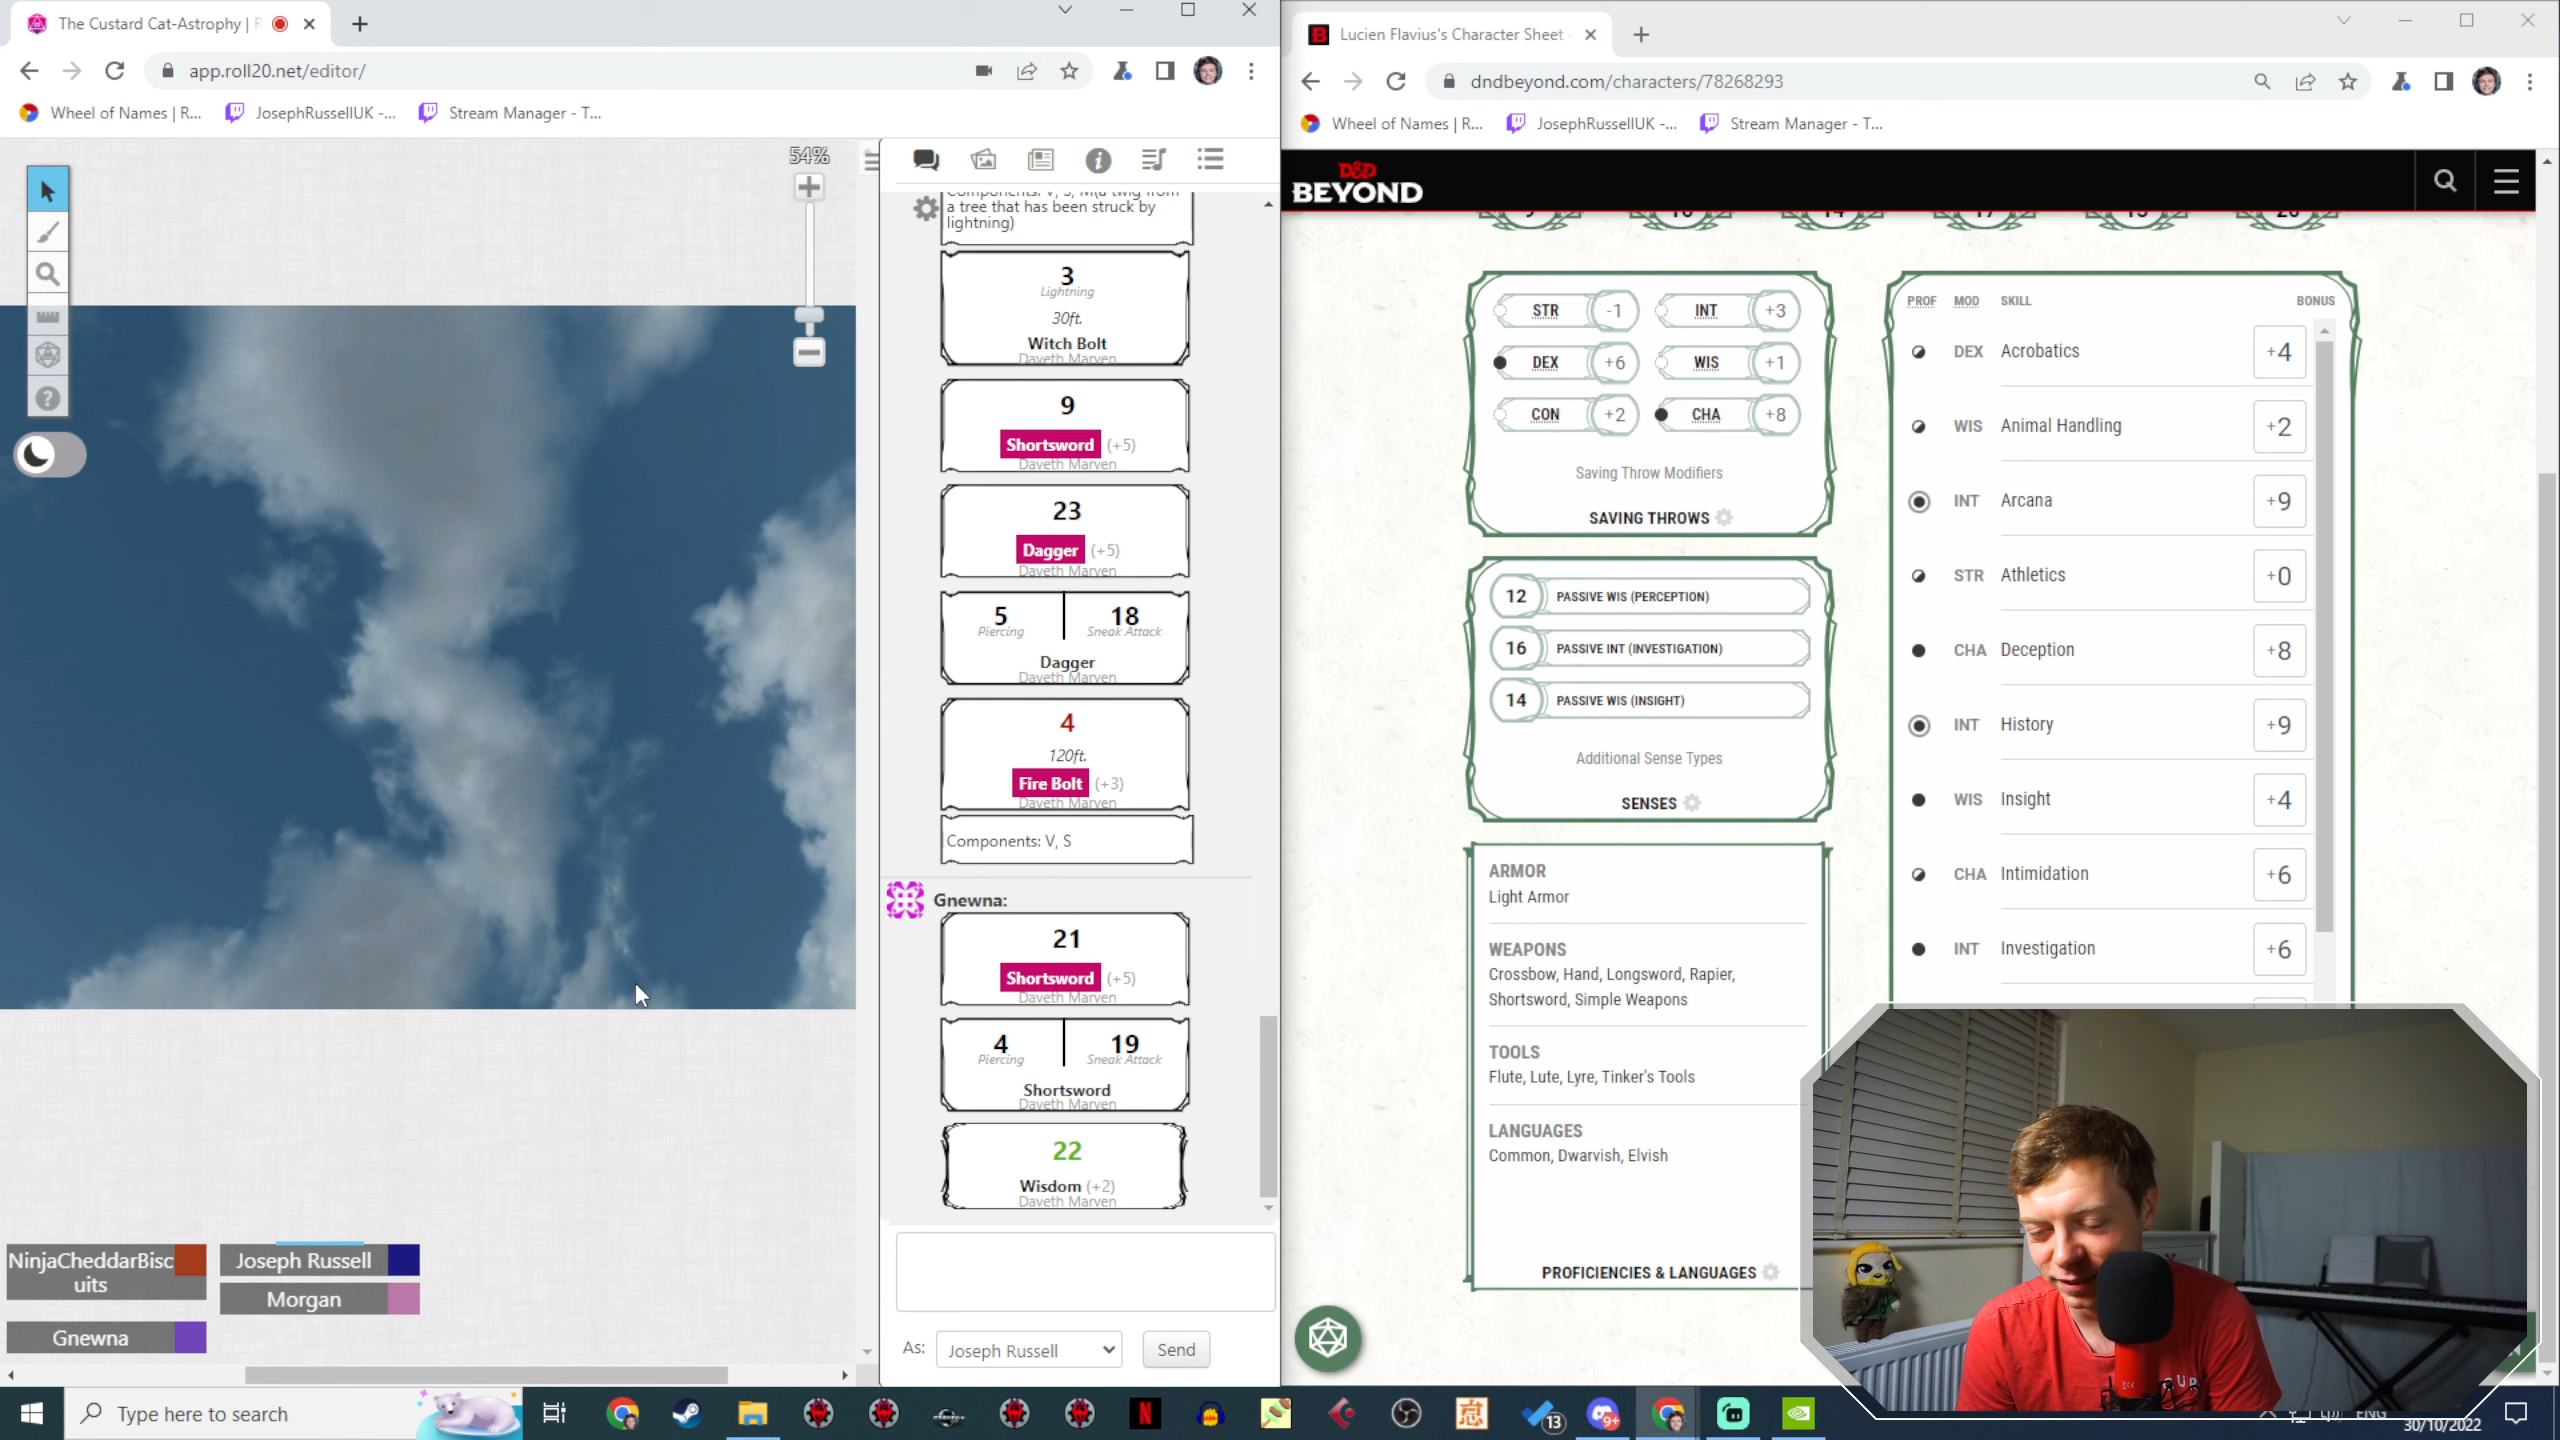 The Custard Cat-Astrophy |
app.roll20.net/editor/
Wheel of Names | R...
JosephRussellUK -...
Stream Manager - T...
54%
a tree that has been struck by
lightning)
3
Lightning
30ft.
Witch Bolt
Daveth Marven
9
Shortsword (+5)
Daveth Marven
23
Dagger (+5)
Daveth Marven
5
Piercing
18
Sneak Attack
Dagger
Daveth Marven
4
120ft.
Fire Bolt (+3)
Daveth Marven
Components: V, S
Gnewna:
21
Shortsword (+5)
Daveth Marven
4
Piercing
19
Sneak Attack
Shortsword
Daveth Marven
22
Wisdom (+2)
Daveth Marven
As:
Joseph Russell
Send
NinjaCheddarBisc
uits
Joseph Russell
Morgan
Gnewna
Lucien Flavius's Character Sheet
dndbeyond.com/characters/78268293
Wheel of Names | R...
JosephRussellUK -...
Stream Manager - T...
D&D
BEYOND
STR -1
INT +3
DEX +6
WIS +1
CON +2
CHA +8
Saving Throw Modifiers
SAVING THROWS
12 PASSIVE WIS (PERCEPTION)
16 PASSIVE INT (INVESTIGATION)
14 PASSIVE WIS (INSIGHT)
Additional Sense Types
SENSES
ARMOR
Light Armor
WEAPONS
Crossbow, Hand, Longsword, Rapier,
Shortsword, Simple Weapons
TOOLS
Flute, Lute, Lyre, Tinker's Tools
LANGUAGES
Common, Dwarvish, Elvish
PROFICIENCIES & LANGUAGES
PROF MOD SKILL BONUS
DEX Acrobatics +4
WIS Animal Handling +2
INT Arcana +9
STR Athletics +0
CHA Deception +8
INT History +9
WIS Insight +4
CHA Intimidation +6
INT Investigation +6
Type here to search
13
9+
ENG
30/10/2022